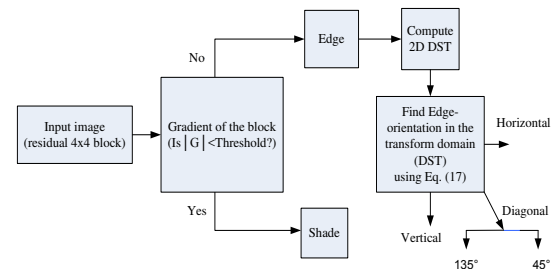 No
Edge
Compute
2D DST
Input image
(residual 4x4 block)
Gradient of the block
(Is│G│<Threshold?)
Find Edge-
orientation in the
transform domain
(DST)
using Eq. (17)
Horizontal
Yes
Shade
Vertical
Diagonal
135°
45°